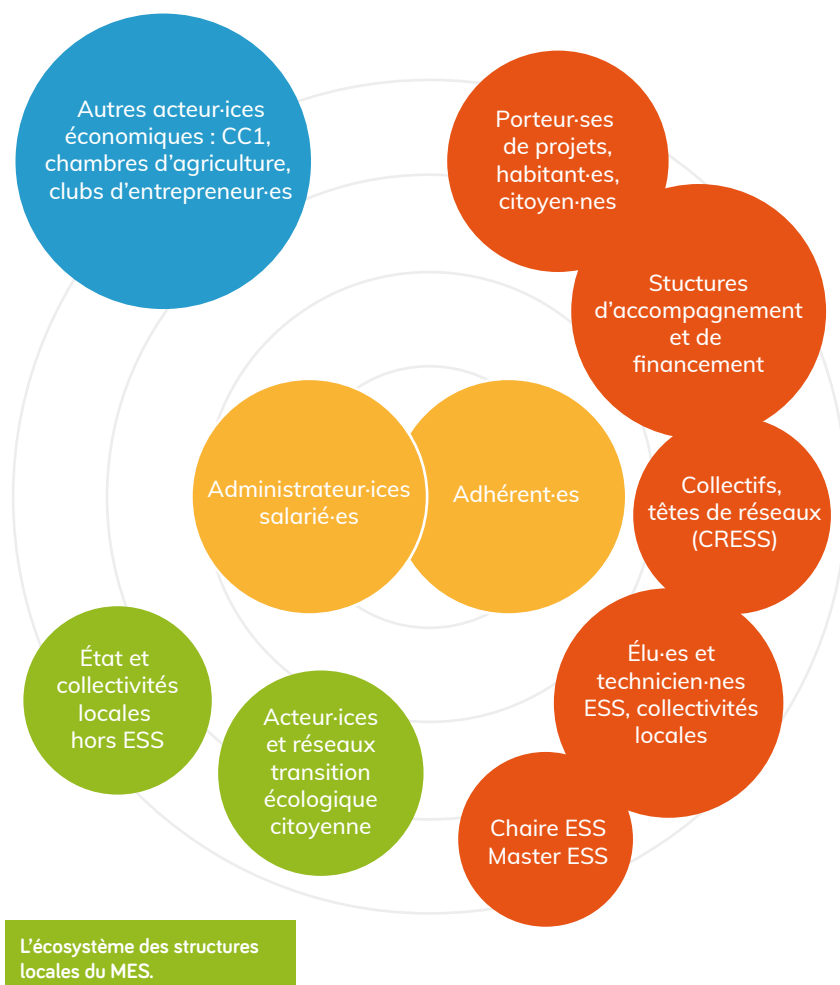 Autres acteur·ices
économiques : CC1,
chambres d'agriculture,
clubs d'entrepreneur·es
Porteur·ses
de projets,
habitant·es,
citoyen·nes
Stuctures
d'accompagnement
et de
financement
Administrateur·ices
salarié·es
Adhérent·es
Collectifs,
têtes de réseaux
(CRESS)
État et
collectivités
locales
hors ESS
Acteur·ices
et réseaux
transition
écologique
citoyenne
Élu·es et
technicien·nes
ESS, collectivités
locales
Chaire ESS
Master ESS
L'écosystème des structures
locales du MES.